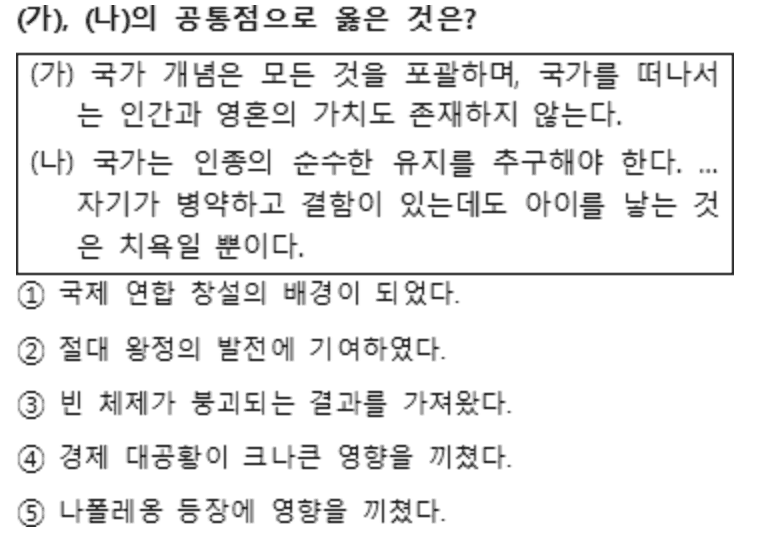 (가), (나)의 공통점으로 옳은 것은?
(가) 국가 개념은 모든 것을 포괄하며, 국가를 떠나서
는 인간과 영혼의 가치도 존재하지 않는다.
(나) 국가는 인종의 순수한 유지를 추구해야 한다. ...
자기가 병약하고 결함이 있는데도 아이를 낳는 것
은 치욕일 뿐이다.
① 국제 연합 창설의 배경이 되었다.
② 절대 왕정의 발전에 기여하였다.
③ 빈 체제가 붕괴되는 결과를 가져왔다.
④ 경제 대공황이 크나큰 영향을 끼쳤다.
⑤ 나폴레옹 등장에 영향을 끼쳤다.